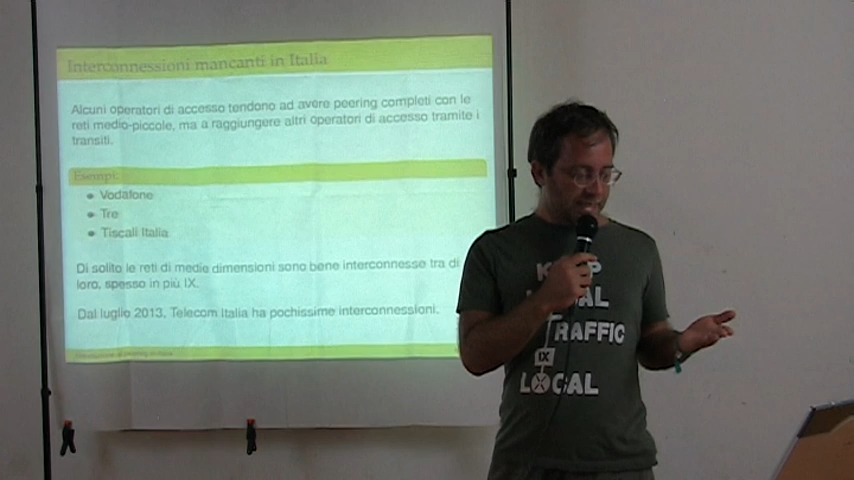 Interconnessioni mancanti in Italia
Alcuni operatori di accesso tendono ad avere peering completi con le
reti medio-piccole, ma a raggiungere altri operatori di accesso tramite i
transiti.
Esempi:
Vodafone
Tre
Tiscali Italia
Di solito le reti di medie dimensioni sono bene interconnesse tra di
loro, spesso in più IX.
Dal luglio 2013, Telecom Italia ha pochissime interconnessioni.
KEEP
LOCAL
TRAFFIC
IX
LOCAL